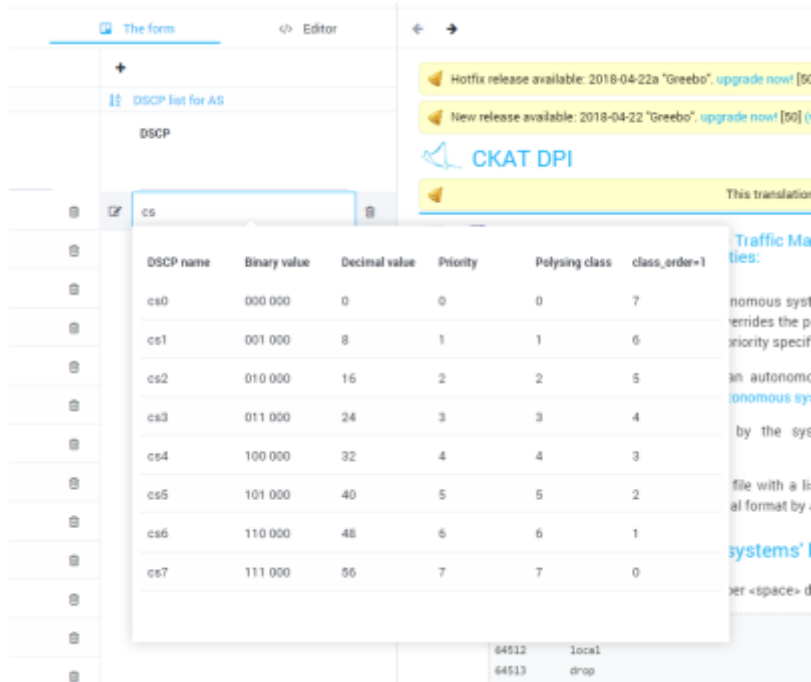 The form
</> Editor
DSCP list for AS
DSCP
cs
DSCP name Binary value Decimal value Priority Polysing class class_order=1
cs0 000 000 0 0 0 7
cs1 001 000 8 1 1 6
cs2 010 000 16 2 2 5
cs3 011 000 24 3 3 4
cs4 100 000 32 4 4 3
cs5 101 000 40 5 5 2
cs6 110 000 48 6 6 1
cs7 111 000 56 7 7 0
Hotfix release available: 2018-04-22a "Greebo". upgrade now! [50
New release available: 2018-04-22 "Greebo". upgrade now! [50] (
CKAT DPI
This translation
Traffic Ma
ties:
nomous syst
errides the p
riority specif
an autonomo
onomous sy
by the sys
file with a li
al format by
systems'
per <space> d
64512 local
64513 drop